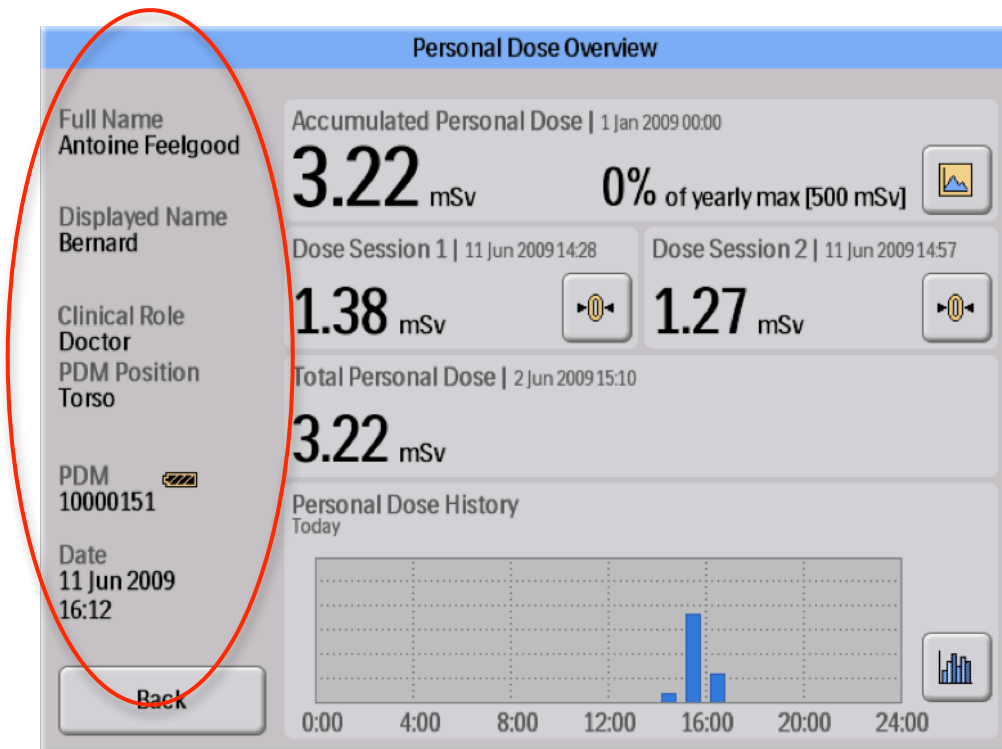 Personal Dose Overview
Full Name
Antoine Feelgood
Displayed Name
Bernard
Clinical Role
Doctor
PDM Position
Torso
PDM
10000151
Date
11 Jun 2009
16:12
Back
Accumulated Personal Dose | 1 Jan 2009 00:00
3.22 mSv 0% of yearly max [500 mSv]
Dose Session 1 | 11 Jun 2009 14:28
1.38 mSv
▸0◂
Dose Session 2 | 11 Jun 2009 14:57
1.27 mSv
▸0◂
Total Personal Dose | 2 Jun 2009 15:10
3.22 mSv
Personal Dose History
Today
0:00 4:00 8:00 12:00 16:00 20:00 24:00